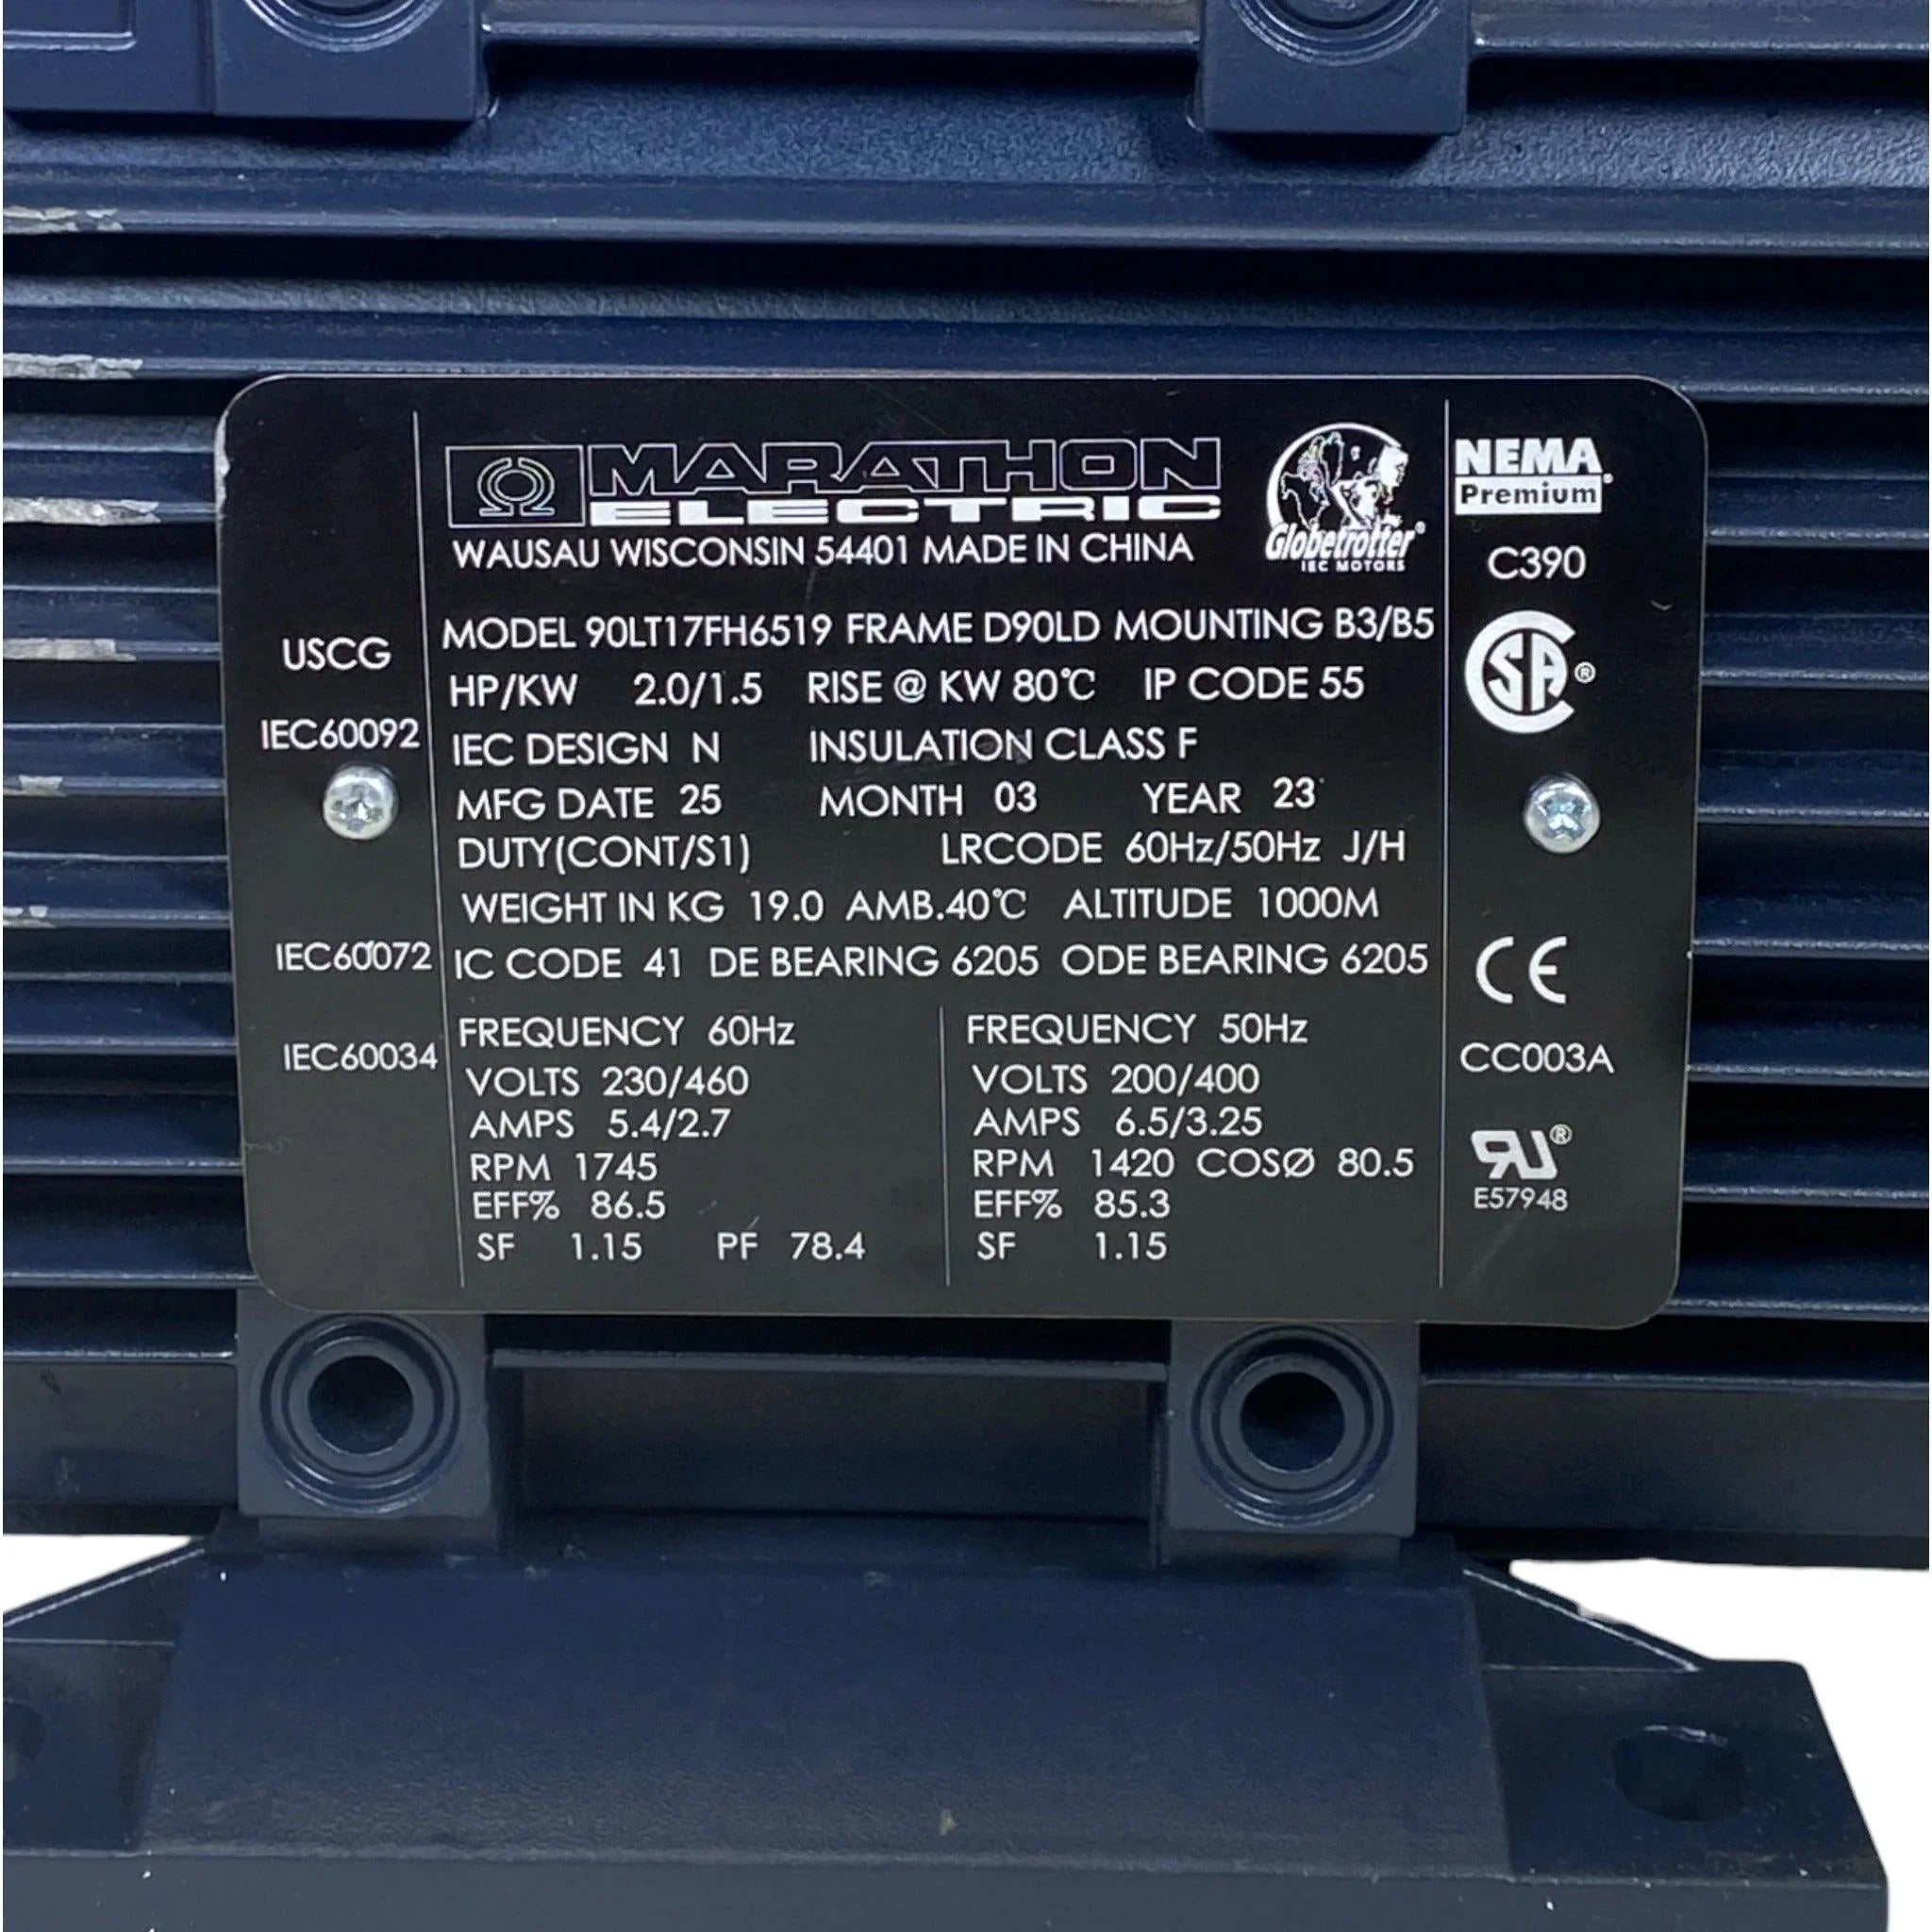 USCG
IEC60092
IEC60072
IEC60034
MARATHON
ELECTRIC
WAUSAU WISCONSIN 54401 MADE IN CHINA
Globetrotter®
IEC MOTORS
MODEL 90LT17FH6519 FRAME D90LD MOUNTING B3/B5
HP/KW 2.0/1.5 RISE @ KW 80℃ IP CODE 55
IEC DESIGN N INSULATION CLASS F
MFG DATE 25 MONTH 03 YEAR 23
DUTY(CONT/S1) LRCODE 60Hz/50Hz J/H
WEIGHT IN KG 19.0 AMB.40℃ ALTITUDE 1000M
IC CODE 41 DE BEARING 6205 ODE BEARING 6205
FREQUENCY 60Hz
VOLTS 230/460
AMPS 5.4/2.7
RPM 1745
EFF% 86.5
SF 1.15 PF 78.4
FREQUENCY 50Hz
VOLTS 200/400
AMPS 6.5/3.25
RPM 1420 COSØ 80.5
EFF% 85.3
SF 1.15
NEMA
Premium®
C390
SA®
CE
CC003A
RU®
E57948